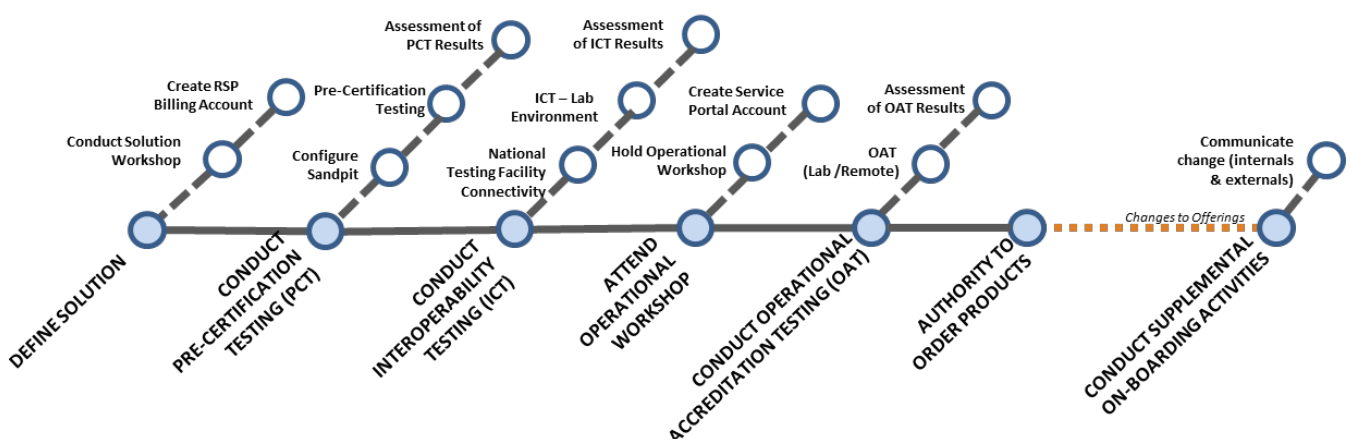 Assessment of
PCT Results
Assessment
of ICT Results
Create RSP
Billing Account
Pre-Certification
Testing
ICT – Lab
Environment
Create Service
Portal Account
Assessment
of OAT Results
Conduct Solution
Workshop
Configure
Sandpit
National
Testing Facility
Connectivity
Hold Operational
Workshop
OAT
(Lab /Remote)
Communicate
change (internals
& externals)
Changes to Offerings
DEFINE SOLUTION
CONDUCT
PRE-CERTIFICATION
TESTING (PCT)
CONDUCT
INTEROPERABILITY
TESTING (ICT)
ATTEND
OPERATIONAL
WORKSHOP
CONDUCT OPERATIONAL
ACCREDITATION TESTING (OAT)
AUTHORITY TO
ORDER PRODUCTS
CONDUCT SUPPLEMENTAL
ON-BOARDING ACTIVITIES